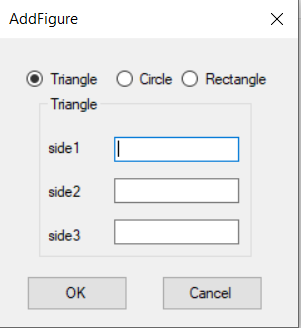 AddFigure
Triangle Circle Rectangle
Triangle
side1
side2
side3
OK Cancel